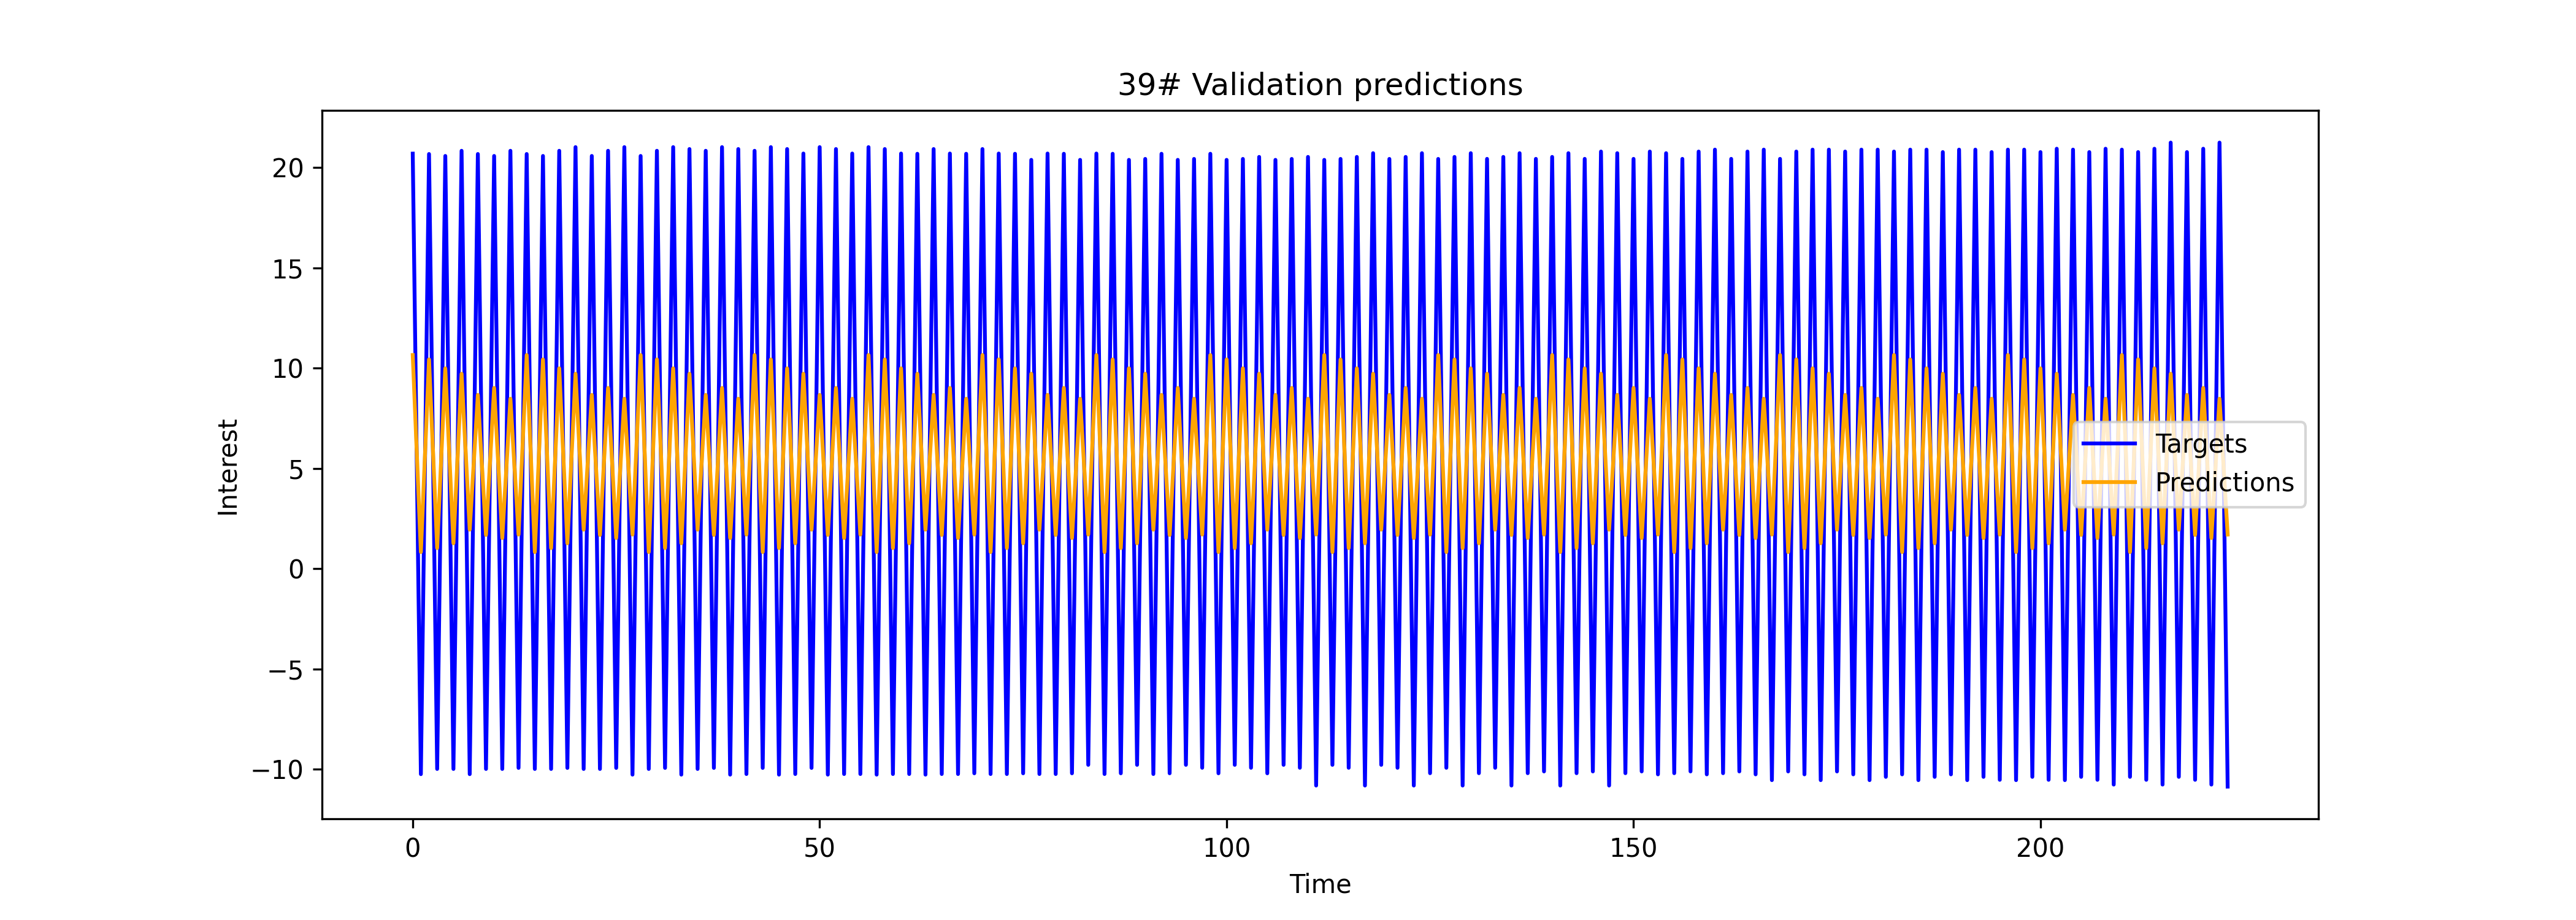 39# Validation predictions
Interest
20
15
10
5
0
−5
−10
Targets
Predictions
0
50
100
150
200
Time